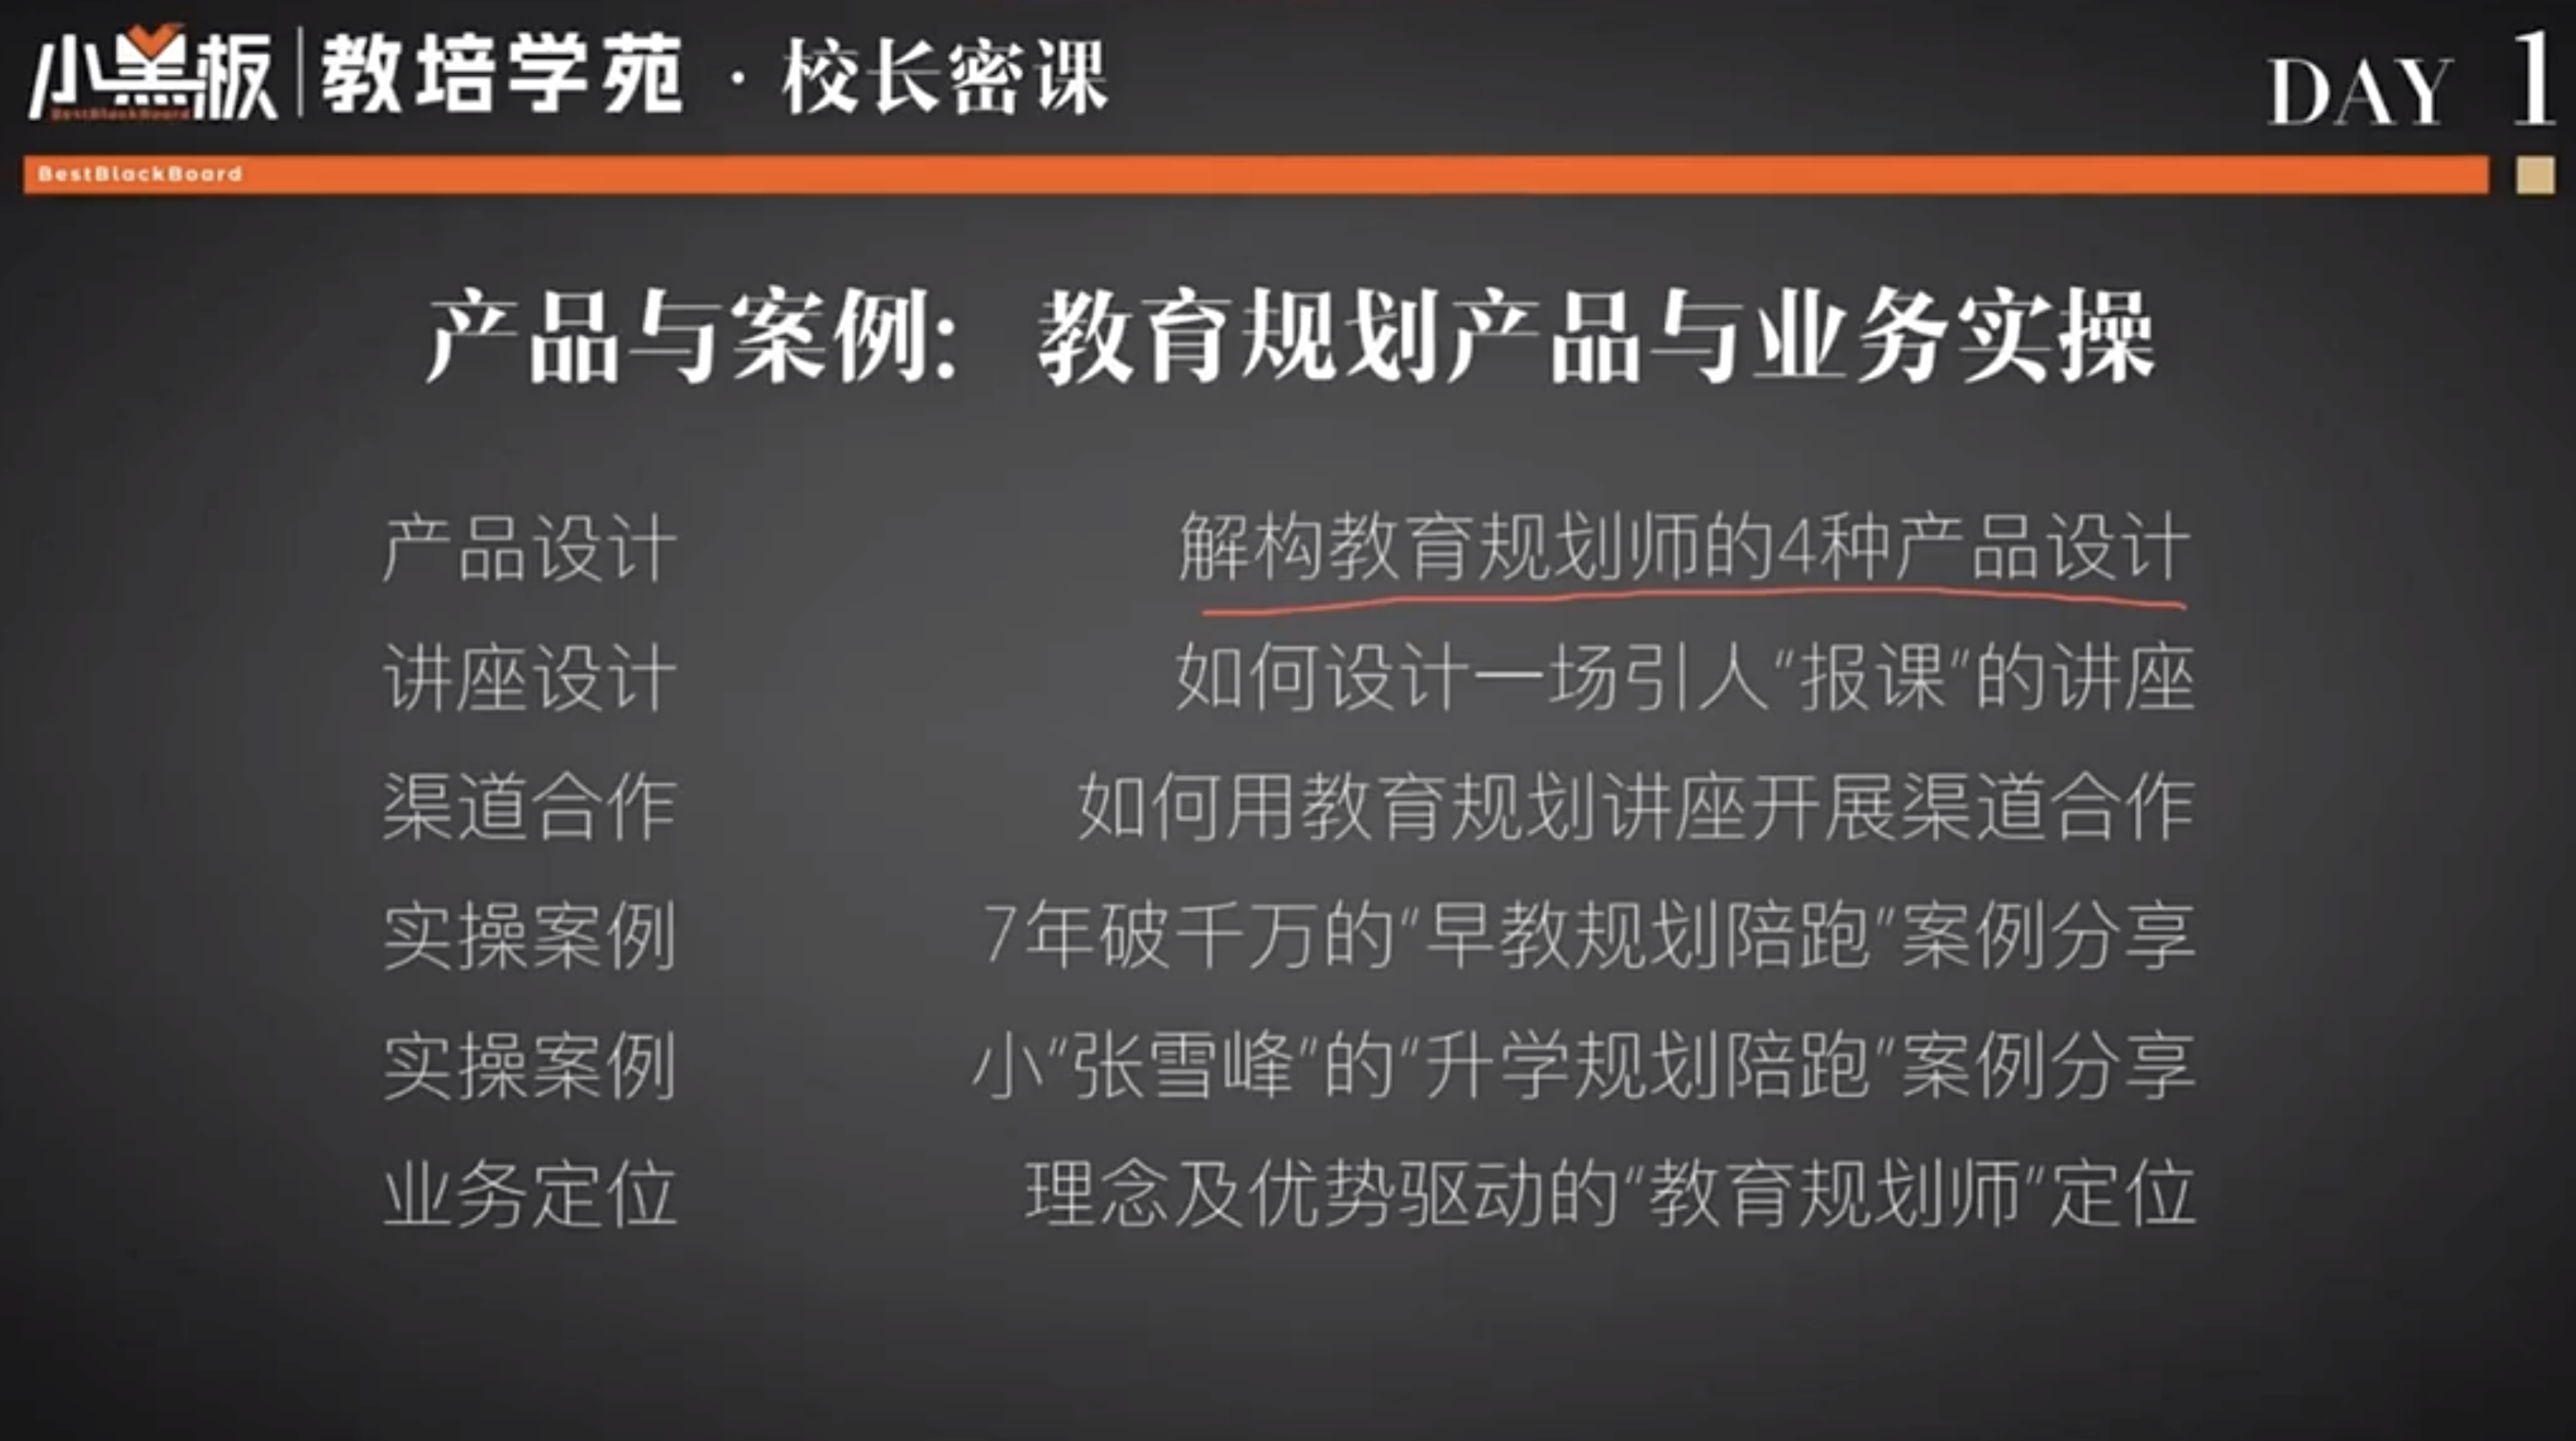 小黑板 | 教培学苑 · 校长密课
DAY 1
BestBlackBoard
BestBlackBoard
产品与案例：教育规划产品与业务实操
产品设计 解构教育规划师的4种产品设计
讲座设计 如何设计一场引人"报课"的讲座
渠道合作 如何用教育规划讲座开展渠道合作
实操案例 7年破千万的"早教规划陪跑"案例分享
实操案例 小"张雪峰"的"升学规划陪跑"案例分享
业务定位 理念及优势驱动的"教育规划师"定位